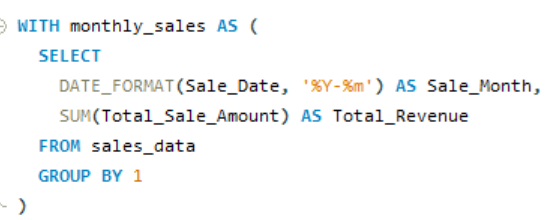 WITH monthly_sales AS (
SELECT
DATE_FORMAT(Sale_Date, '%Y-%m') AS Sale_Month,
SUM(Total_Sale_Amount) AS Total_Revenue
FROM sales_data
GROUP BY 1
)